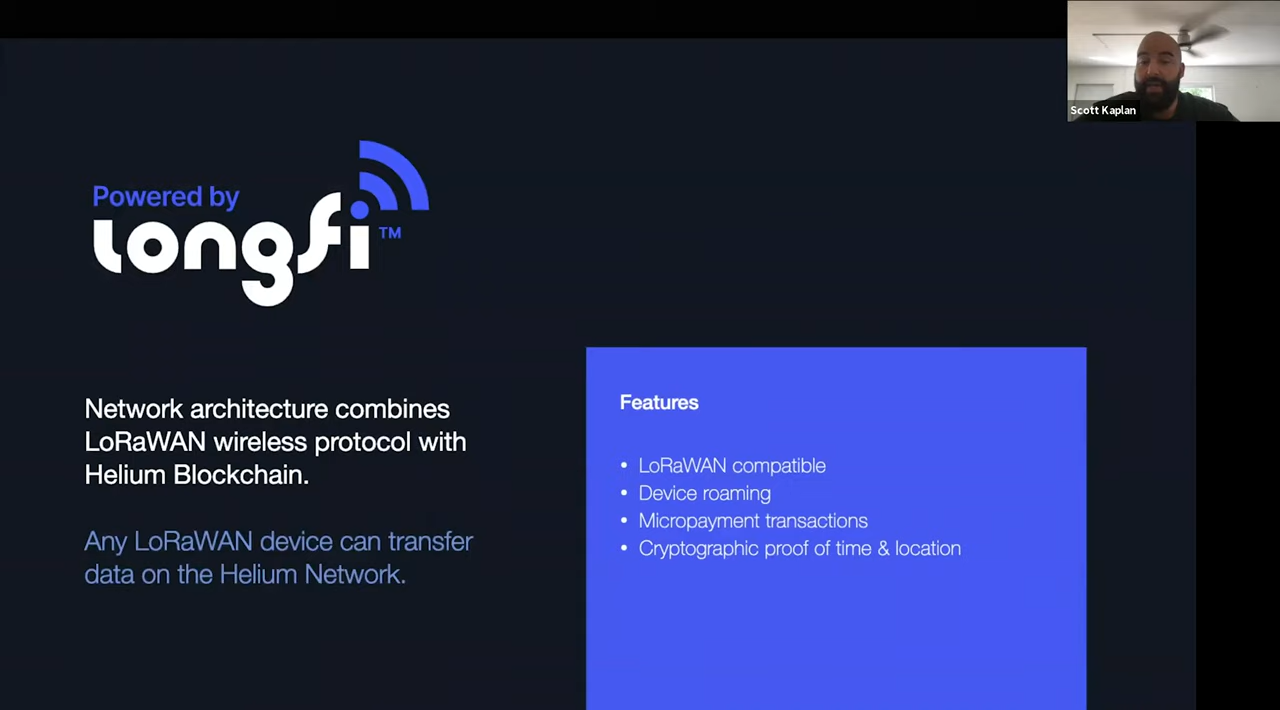 Scott Kaplan
Powered by
longfi™
Network architecture combines
LoRaWAN wireless protocol with
Helium Blockchain.
Any LoRaWAN device can transfer
data on the Helium Network.
Features
• LoRaWAN compatible
• Device roaming
• Micropayment transactions
• Cryptographic proof of time & location